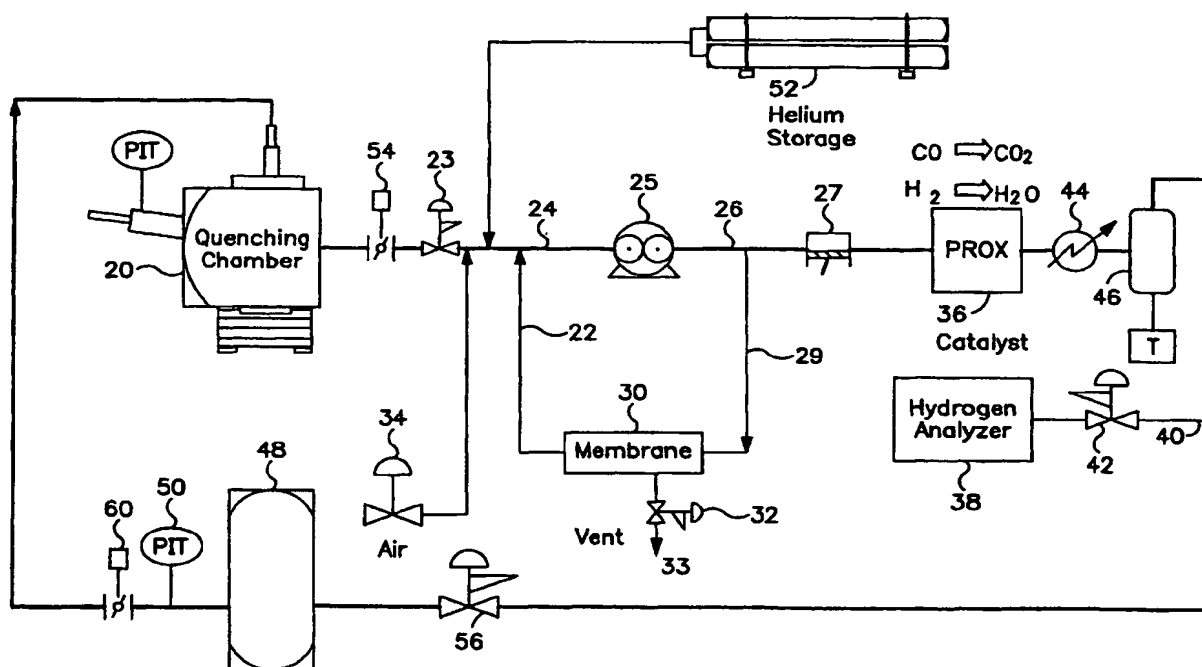 52
Helium
Storage
PIT
54
23
24
25
26
27
CO ⇒ CO₂
H₂ ⇒ H₂O
44
Quenching
Chamber
20
PROX
36
Catalyst
46
T
22
29
30
Membrane
34
Air
32
Vent
33
Hydrogen
Analyzer
38
42
40
48
50
60
PIT
56